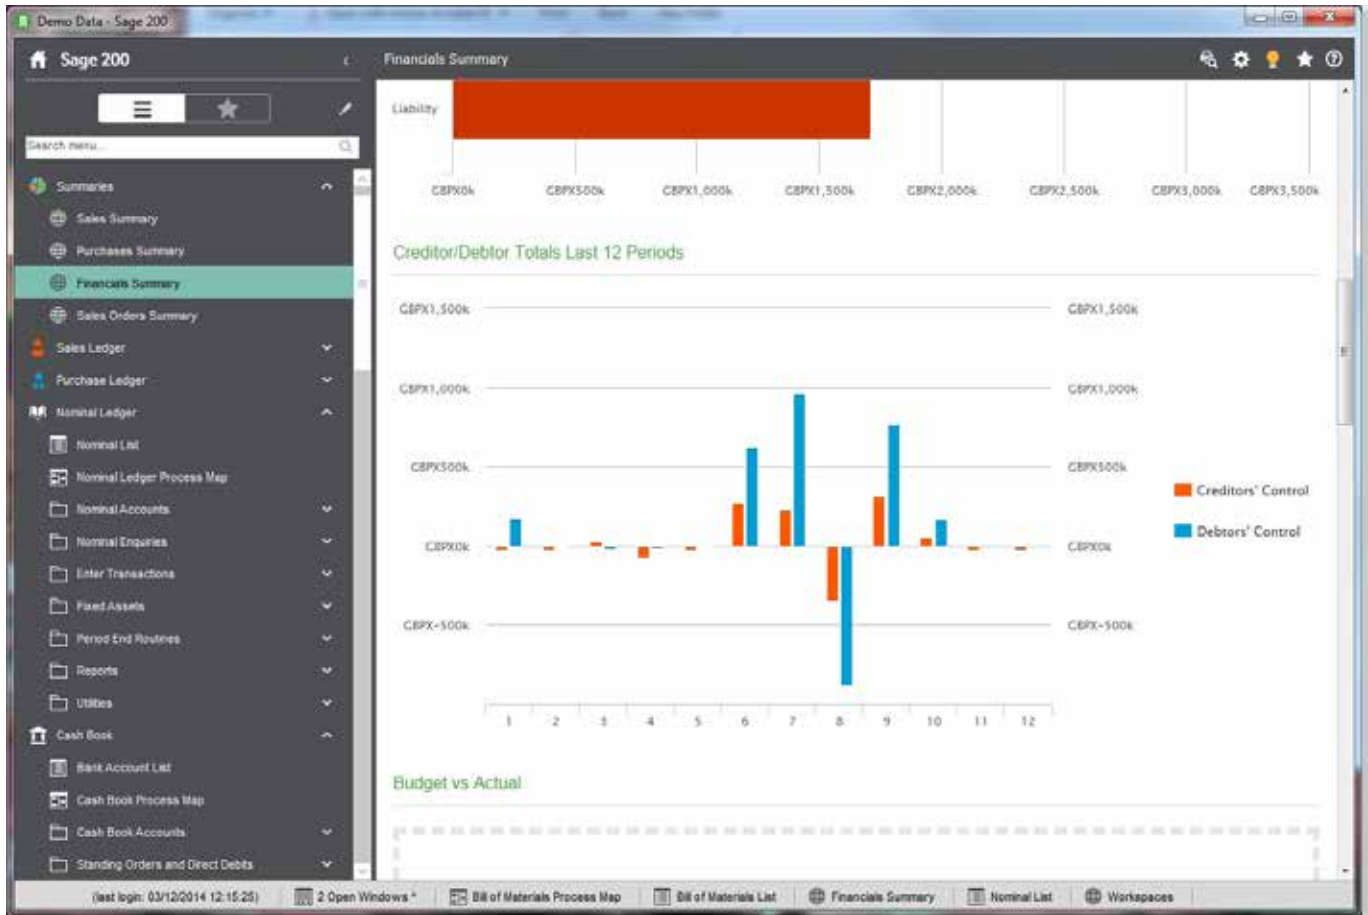 Demo Data - Sage 200
Sage 200
Financials Summary
Search menu...
Summaries
Sales Summary
Purchases Summary
Financials Summary
Sales Orders Summary
Sales Ledger
Purchase Ledger
Nominal Ledger
Nominal List
Nominal Ledger Process Map
Nominal Accounts
Nominal Enquiries
Enter Transactions
Fixed Assets
Period End Routines
Reports
Utilities
Cash Book
Bank Account List
Cash Book Process Map
Cash Book Accounts
Standing Orders and Direct Debits
Liability
GBPX0k GBPX500k GBPX1,000k GBPX1,500k GBPX2,000k GBPX2,500k GBPX3,000k GBPX3,500k
Creditor/Debtor Totals Last 12 Periods
GBPX1,500k GBPX1,500k
GBPX1,000k GBPX1,000k
GBPX500k GBPX500k
Creditors' Control
Debtors' Control
GBPX0k GBPX0k
GBPX-500k GBPX-500k
1 2 3 4 5 6 7 8 9 10 11 12
Budget vs Actual
(last login: 03/12/2014 12:15:25) 2 Open Windows * Bill of Materials Process Map Bill of Materials List Financials Summary Nominal List Workspaces